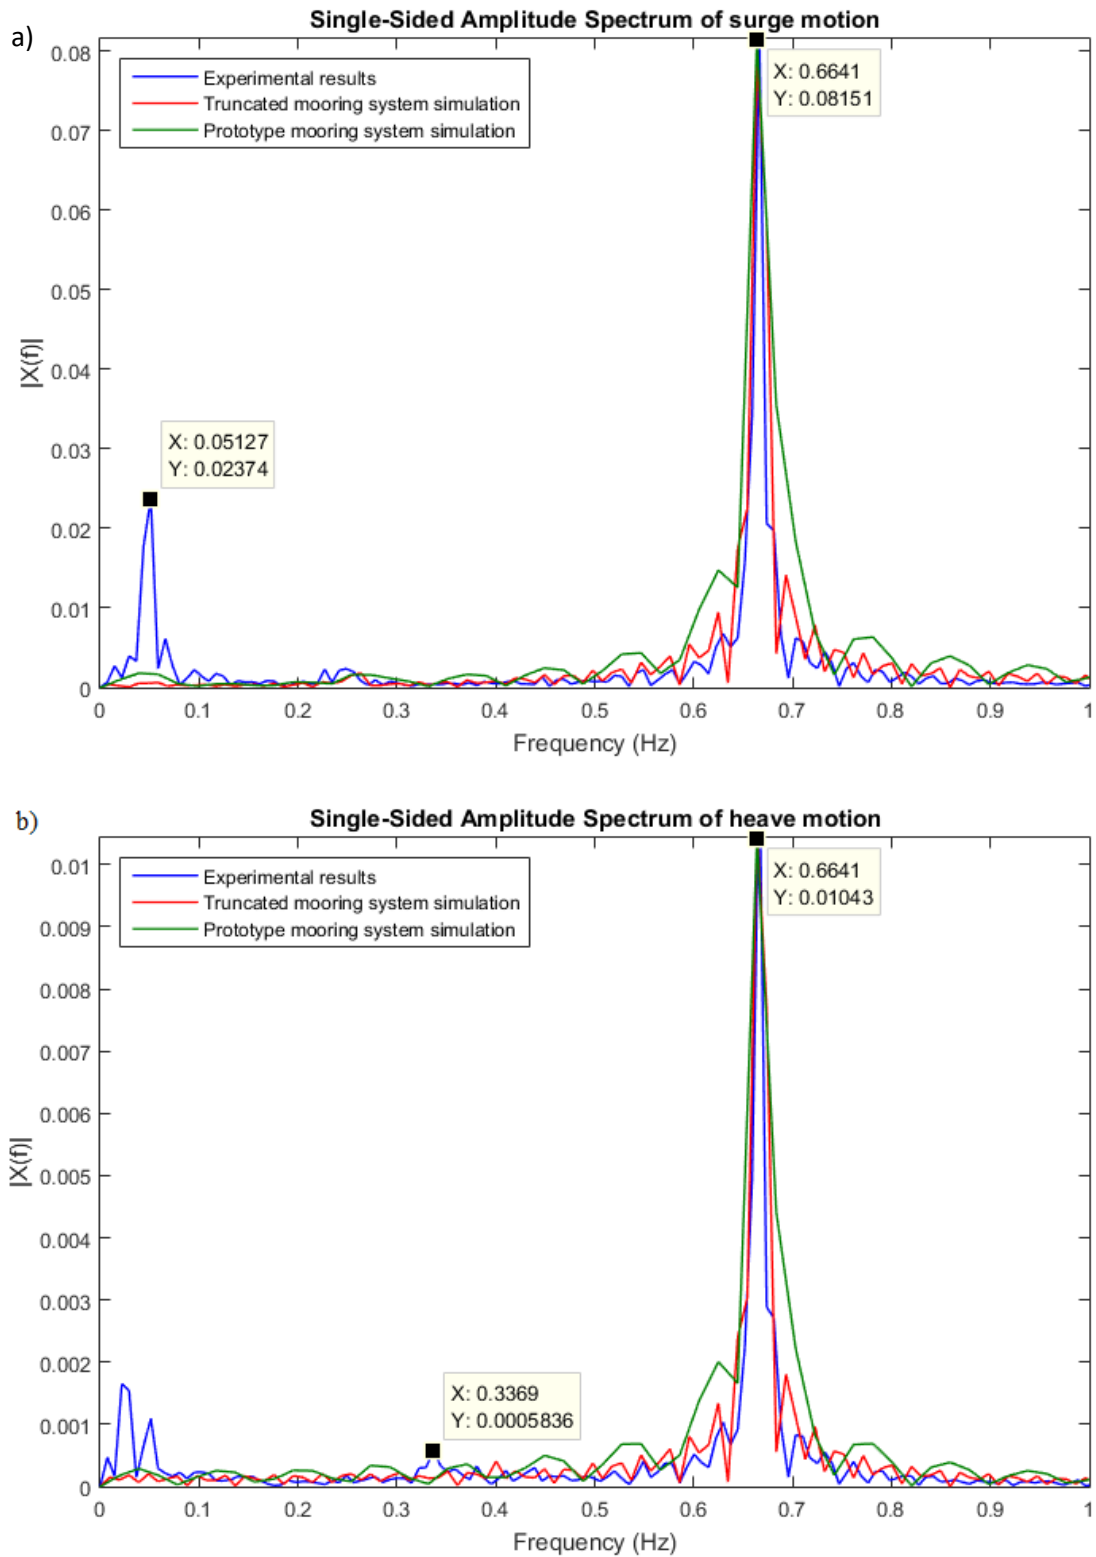 a)
Single-Sided Amplitude Spectrum of surge motion
Experimental results
Truncated mooring system simulation
Prototype mooring system simulation
X: 0.6641
Y: 0.08151
X: 0.05127
Y: 0.02374
|X(f)|
0.08
0.07
0.06
0.05
0.04
0.03
0.02
0.01
0
0 0.1 0.2 0.3 0.4 0.5 0.6 0.7 0.8 0.9 1
Frequency (Hz)
b)
Single-Sided Amplitude Spectrum of heave motion
Experimental results
Truncated mooring system simulation
Prototype mooring system simulation
X: 0.6641
Y: 0.01043
X: 0.3369
Y: 0.0005836
|X(f)|
0.01
0.009
0.008
0.007
0.006
0.005
0.004
0.003
0.002
0.001
0
0 0.1 0.2 0.3 0.4 0.5 0.6 0.7 0.8 0.9 1
Frequency (Hz)